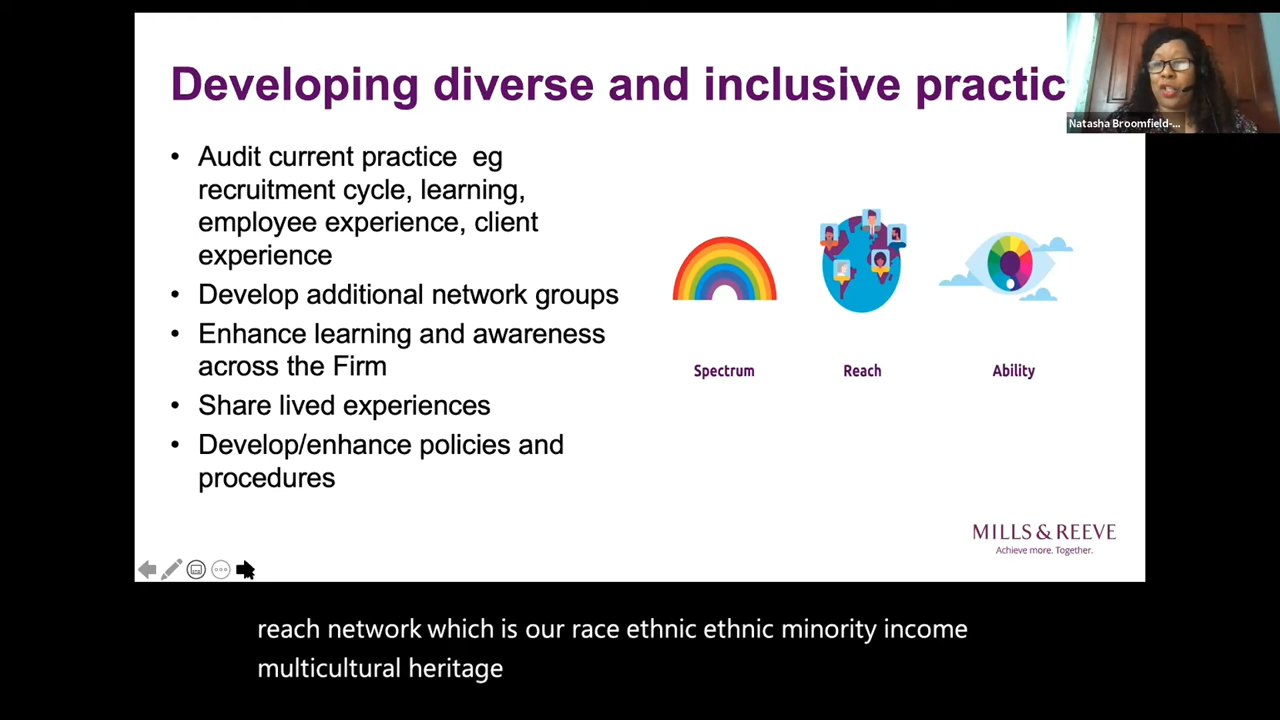 Developing diverse and inclusive practic
Natasha Broomfield-...
• Audit current practice eg
recruitment cycle, learning,
employee experience, client
experience
• Develop additional network groups
• Enhance learning and awareness
across the Firm
• Share lived experiences
• Develop/enhance policies and
procedures
Spectrum
Reach
Ability
MILLS & REEVE
Achieve more. Together.
reach network which is our race ethnic ethnic minority income
multicultural heritage